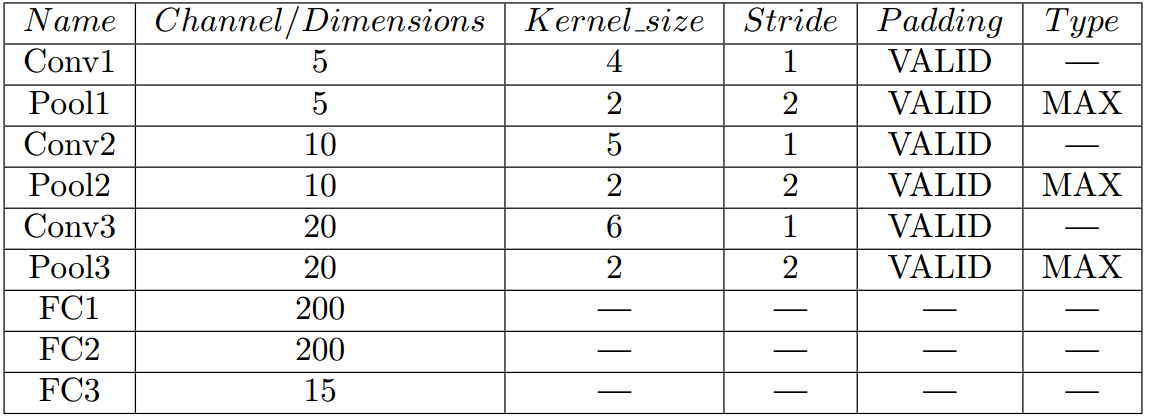 Name Channel/Dimensions Kernel_size Stride Padding Type
Conv1 5 4 1 VALID —
Pool1 5 2 2 VALID MAX
Conv2 10 5 1 VALID —
Pool2 10 2 2 VALID MAX
Conv3 20 6 1 VALID —
Pool3 20 2 2 VALID MAX
FC1 200 — — — —
FC2 200 — — — —
FC3 15 — — — —